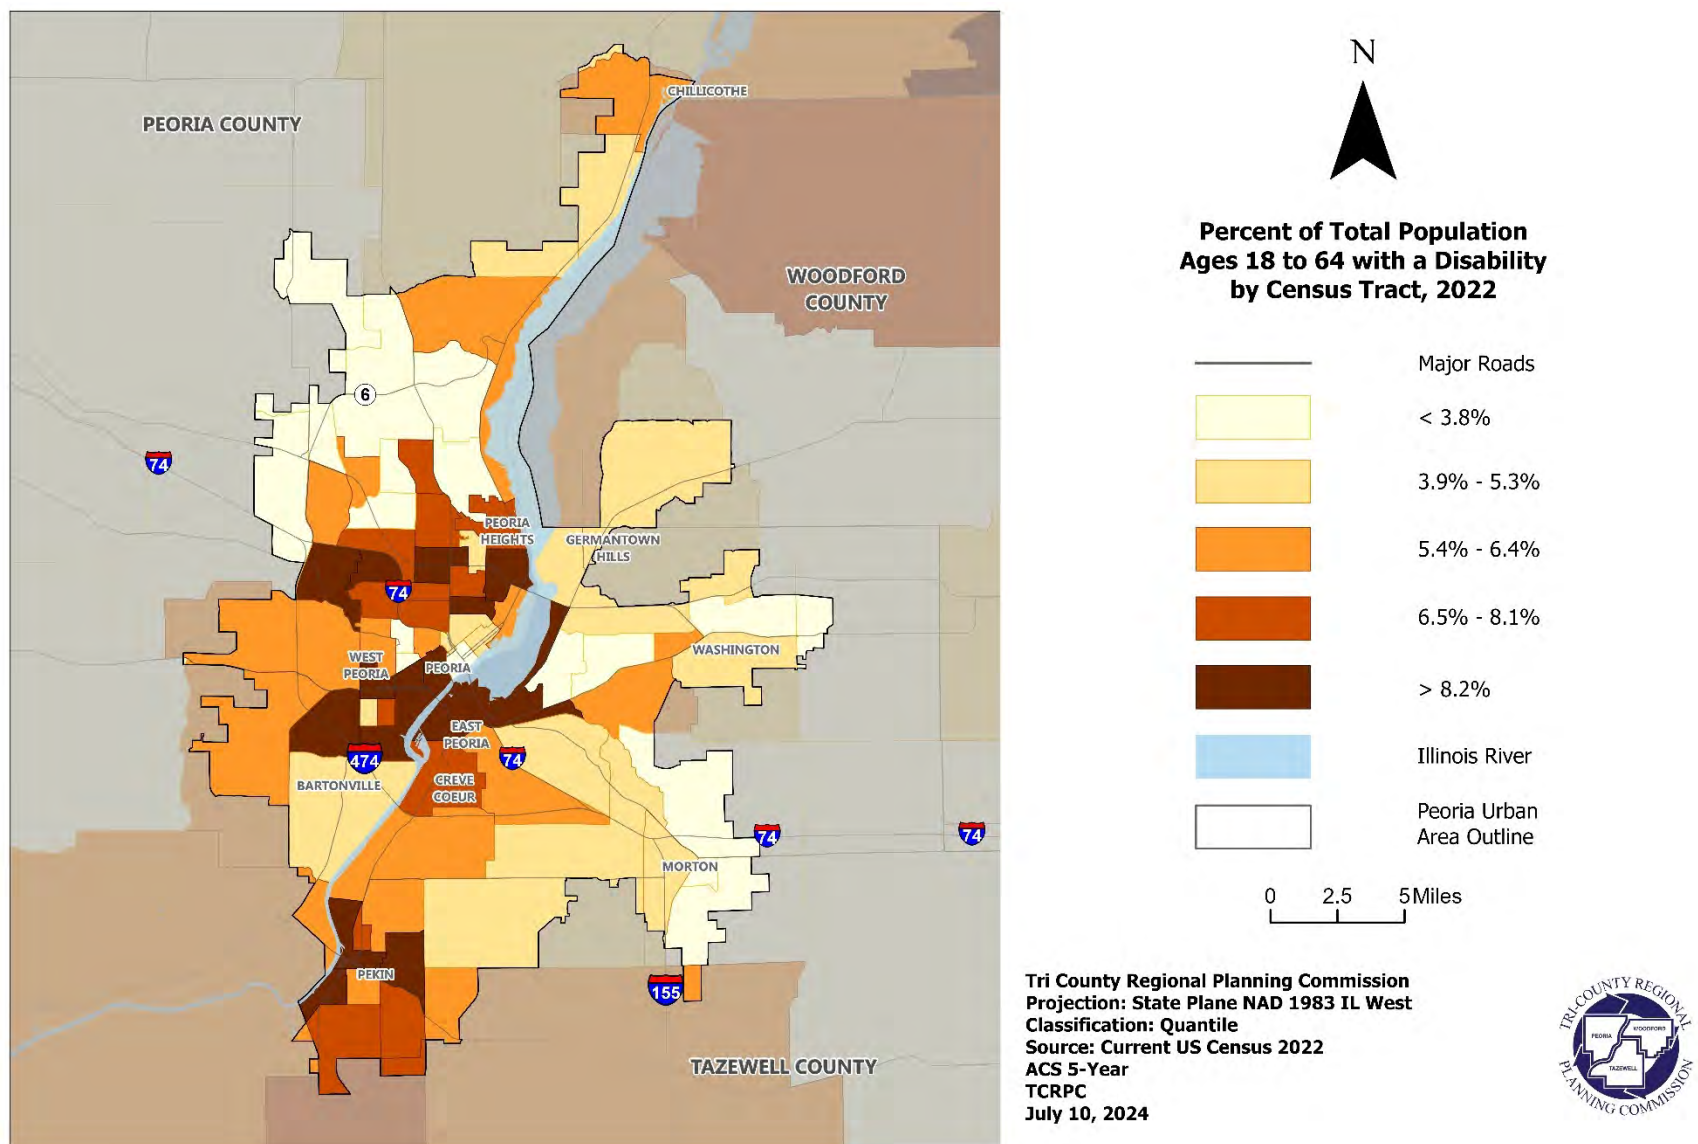 N
CHILLICOTHE
PEORIA COUNTY
WOODFORD
COUNTY
6
74
PEORIA
HEIGHTS
GERMANTOWN
HILLS
74
WEST
PEORIA
PEORIA
WASHINGTON
EAST
PEORIA
474
74
BARTONVILLE
CREVE
COEUR
74
74
MORTON
PEKIN
155
TAZEWELL COUNTY
Percent of Total Population
Ages 18 to 64 with a Disability
by Census Tract, 2022
Major Roads
< 3.8%
3.9% - 5.3%
5.4% - 6.4%
6.5% - 8.1%
> 8.2%
Illinois River
Peoria Urban
Area Outline
0 2.5 5 Miles
Tri County Regional Planning Commission
Projection: State Plane NAD 1983 IL West
Classification: Quantile
Source: Current US Census 2022
ACS 5-Year
TCRPC
July 10, 2024
TRI-COUNTY REGIONAL
PEORIA
WOODFORD
TAZEWELL
PLANNING COMMISSION